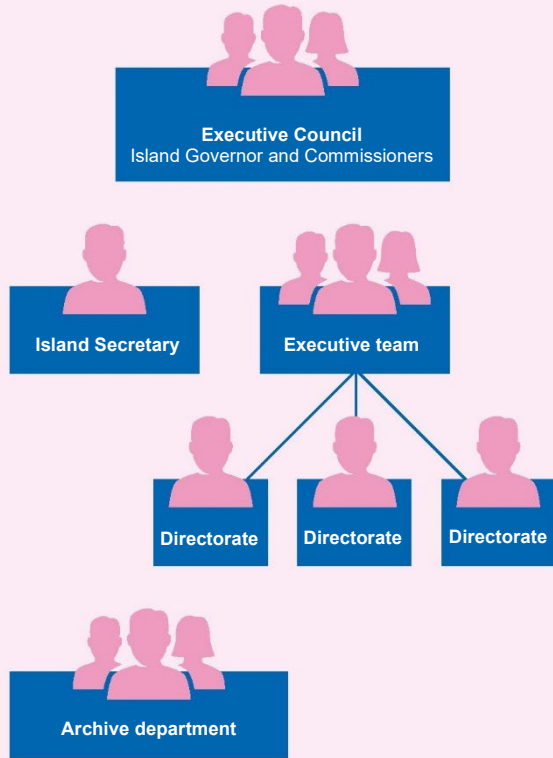 Executive Council
Island Governor and Commissioners
Island Secretary
Executive team
Directorate
Directorate
Directorate
Archive department